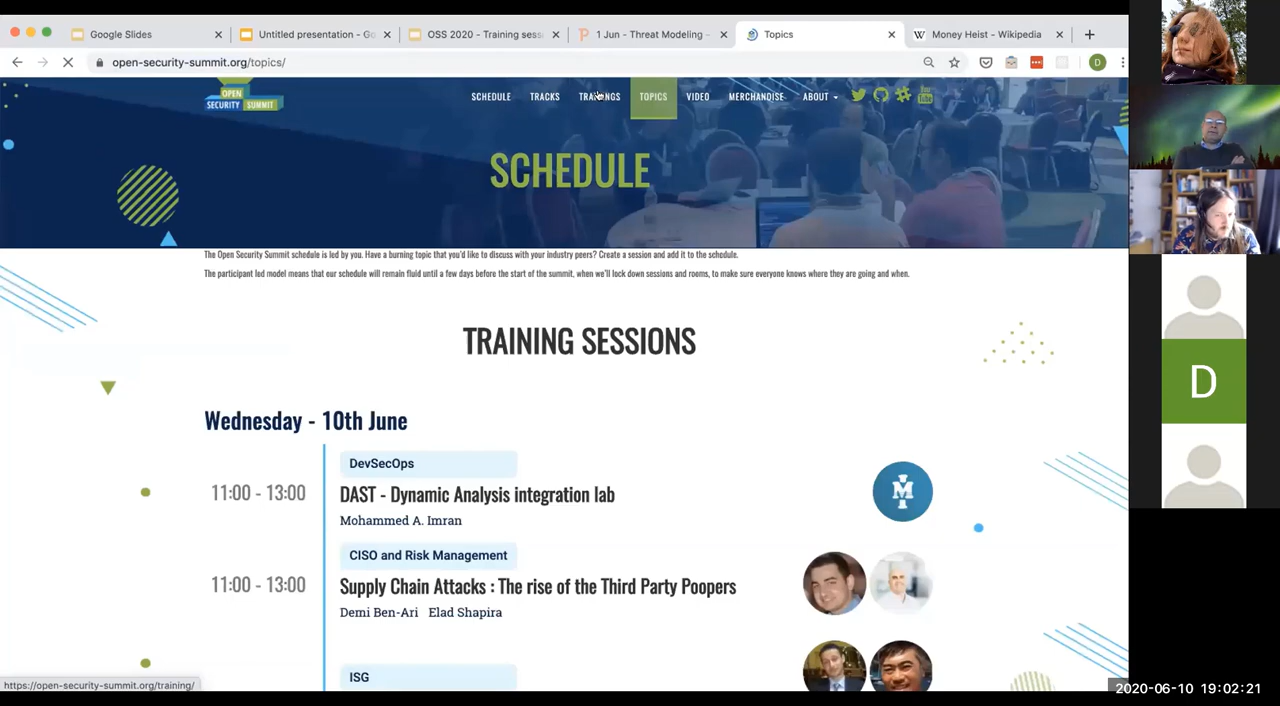 Google Slides
Untitled presentation - Go
OSS 2020 - Training sess
1 Jun - Threat Modeling -
Topics
Money Heist - Wikipedia
open-security-summit.org/topics/
D
OPEN
SECURITY SUMMIT
SCHEDULE
TRACKS
TRAININGS
TOPICS
VIDEO
MERCHANDISE
ABOUT
SCHEDULE
The Open Security Summit schedule is led by you. Have a burning topic that you'd like to discuss with your industry peers? Create a session and add it to the schedule.
The participant led model means that our schedule will remain fluid until a few days before the start of the summit, when we'll lock down sessions and rooms, to make sure everyone knows where they are going and when.
TRAINING SESSIONS
Wednesday - 10th June
DevSecOps
11:00 - 13:00
DAST - Dynamic Analysis integration lab
Mohammed A. Imran
CISO and Risk Management
11:00 - 13:00
Supply Chain Attacks : The rise of the Third Party Poopers
Demi Ben-Ari Elad Shapira
ISG
https://open-security-summit.org/training/
D
2020-06-10 19:02:21